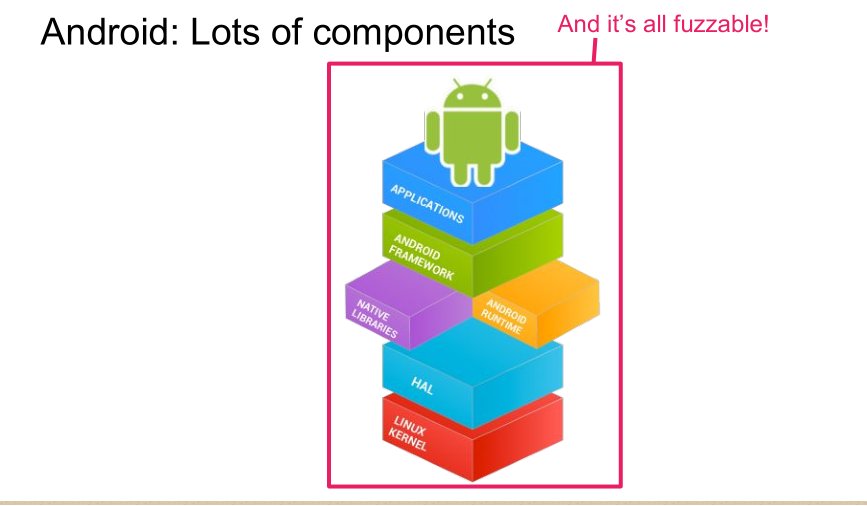 Android: Lots of components
And it's all fuzzable!
APPLICATIONS
ANDROID
FRAMEWORK
NATIVE
LIBRARIES
ANDROID
RUNTIME
HAL
LINUX
KERNEL